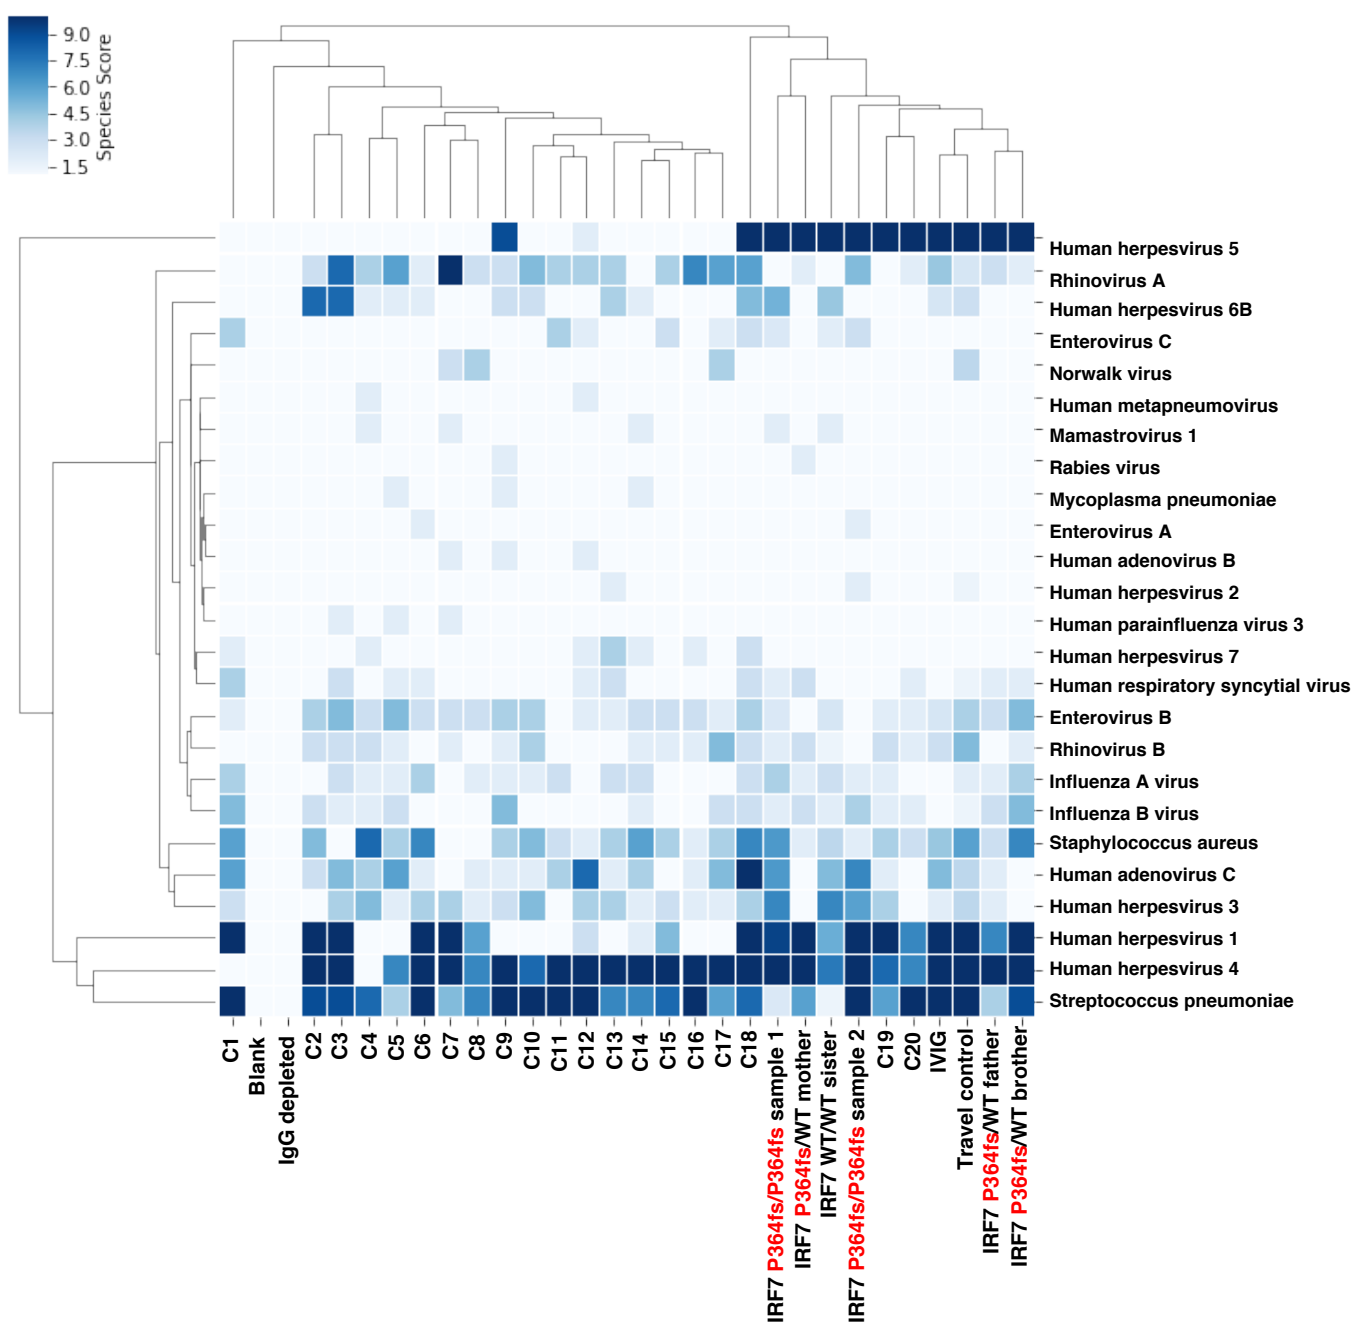 9.0
7.5
6.0
4.5
3.0
1.5
Species Score
Human herpesvirus 5
Rhinovirus A
Human herpesvirus 6B
Enterovirus C
Norwalk virus
Human metapneumovirus
Mamastrovirus 1
Rabies virus
Mycoplasma pneumoniae
Enterovirus A
Human adenovirus B
Human herpesvirus 2
Human parainfluenza virus 3
Human herpesvirus 7
Human respiratory syncytial virus
Enterovirus B
Rhinovirus B
Influenza A virus
Influenza B virus
Staphylococcus aureus
Human adenovirus C
Human herpesvirus 3
Human herpesvirus 1
Human herpesvirus 4
Streptococcus pneumoniae
C1
Blank
IgG depleted
C2
C3
C4
C5
C6
C7
C8
C9
C10
C11
C12
C13
C14
C15
C16
C17
C18
IRF7 P364fs/P364fs sample 1
IRF7 P364fs/WT mother
IRF7 WT/WT sister
IRF7 P364fs/P364fs sample 2
C19
C20
IVIG
Travel control
IRF7 P364fs/WT father
IRF7 P364fs/WT brother